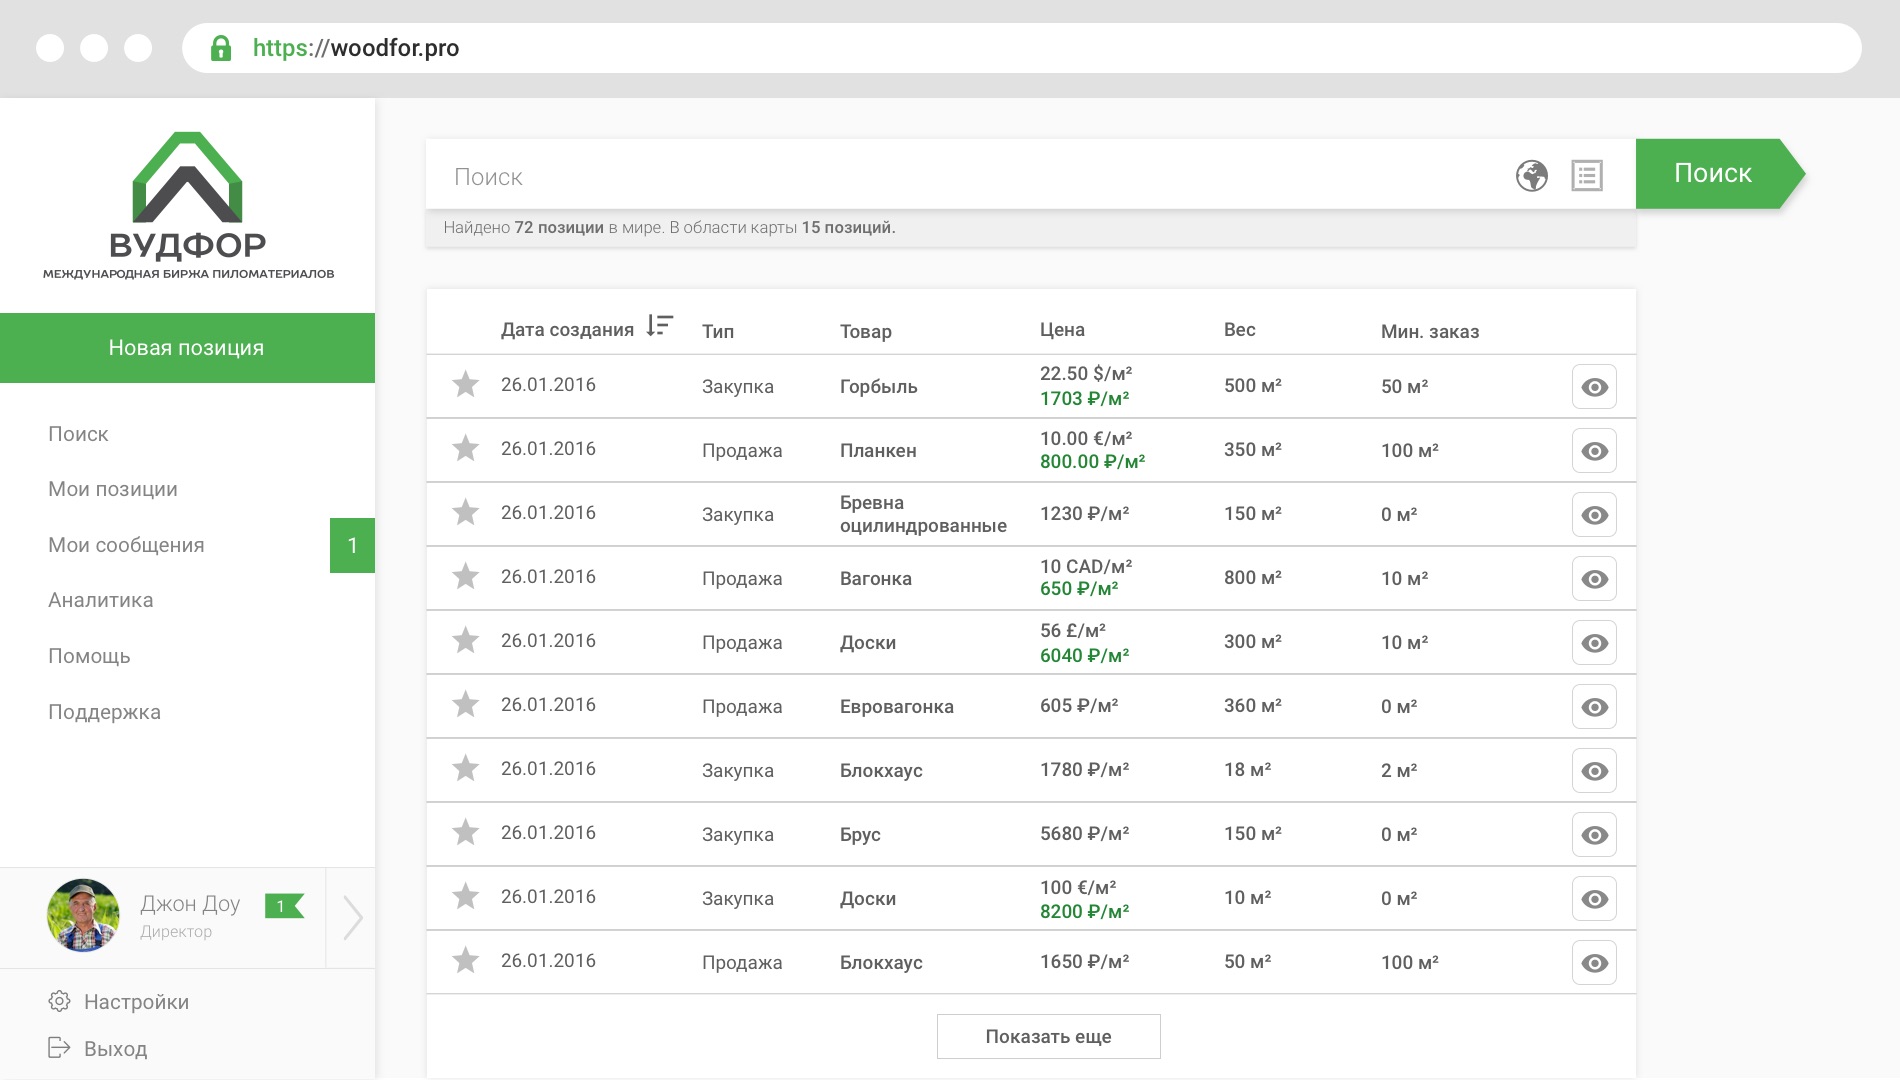 https://woodfor.pro
ВУДФОР
МЕЖДУНАРОДНАЯ БИРЖА ПИЛОМАТЕРИАЛОВ
Новая позиция
Поиск
Мои позиции
Мои сообщения 1
Аналитика
Помощь
Поддержка
Джон Доу 1
Директор
Настройки
Выход
Поиск Поиск
Найдено 72 позиции в мире. В области карты 15 позиций.
Дата создания Тип Товар Цена Вес Мин. заказ
26.01.2016 Закупка Горбыль 22.50 $/м² 500 м² 50 м²
1703 ₽/м²
26.01.2016 Продажа Планкен 10.00 €/м² 350 м² 100 м²
800.00 ₽/м²
26.01.2016 Закупка Бревна 1230 ₽/м² 150 м² 0 м²
оцилиндрованные
26.01.2016 Продажа Вагонка 10 CAD/м² 800 м² 10 м²
650 ₽/м²
26.01.2016 Продажа Доски 56 £/м² 300 м² 10 м²
6040 ₽/м²
26.01.2016 Продажа Евровагонка 605 ₽/м² 360 м² 0 м²
26.01.2016 Закупка Блокхаус 1780 ₽/м² 18 м² 2 м²
26.01.2016 Закупка Брус 5680 ₽/м² 150 м² 0 м²
26.01.2016 Закупка Доски 100 €/м² 10 м² 0 м²
8200 ₽/м²
26.01.2016 Продажа Блокхаус 1650 ₽/м² 50 м² 100 м²
Показать еще